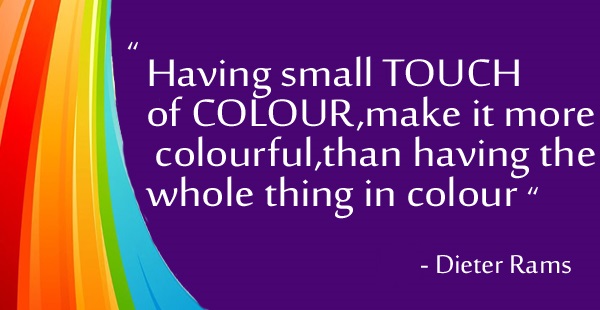 “
Having small TOUCH
of COLOUR,make it more
colourful,than having the
whole thing in colour “
- Dieter Rams